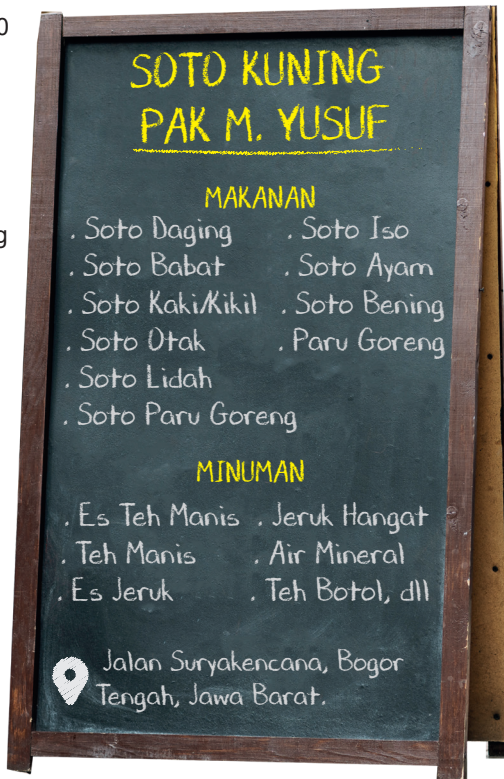 0
g
SOTO KUNING
PAK M. YUSUF
MAKANAN
. Soto Daging
. Soto Babat
. Soto Kaki/Kikil
. Soto Otak
. Soto Lidah
. Soto Paru Goreng
. Soto Iso
. Soto Ayam
. Soto Bening
. Paru Goreng
MINUMAN
. Es Teh Manis
. Teh Manis
. Es Jeruk
. Jeruk Hangat
. Air Mineral
. Teh Botol, dll
Jalan Suryakencana, Bogor
Tengah, Jawa Barat.